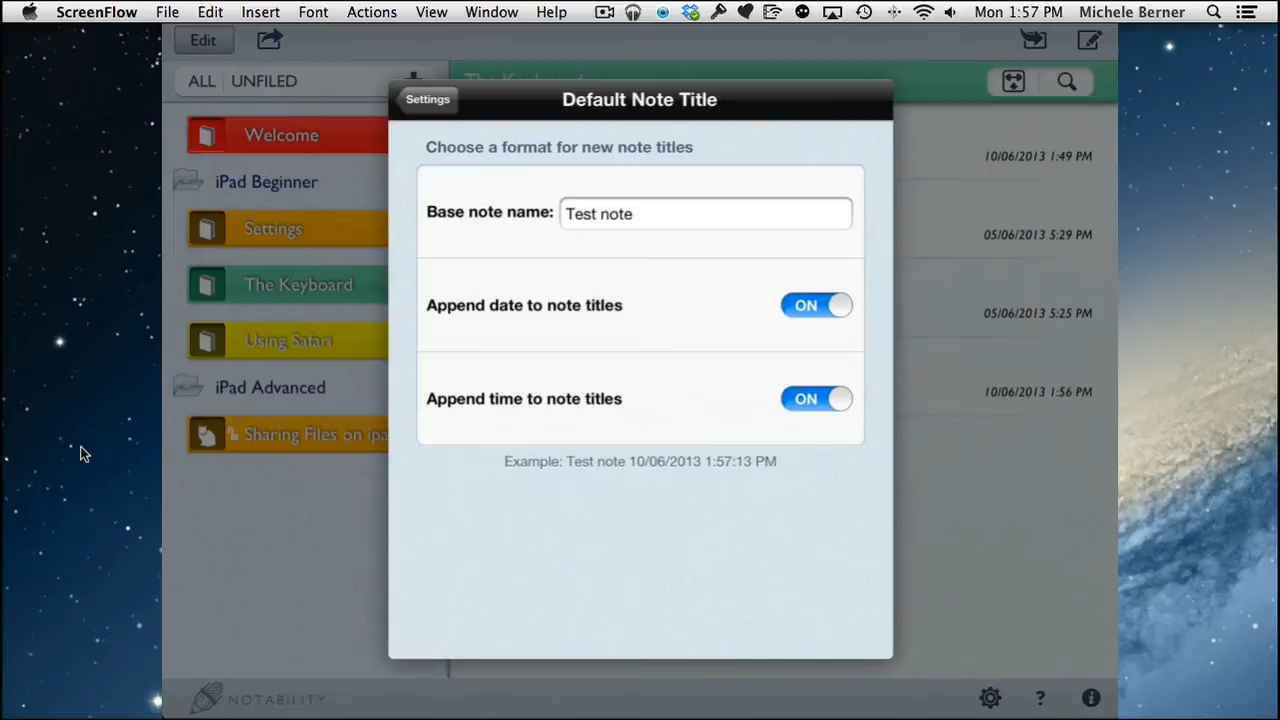 ScreenFlow File Edit Insert Font Actions View Window Help Mon 1:57 PM Michele Berner
Edit
ALL UNFILED
The Keyboard
Settings
Default Note Title
Welcome
Choose a format for new note titles
10/06/2013 1:49 PM
iPad Beginner
Base note name: Test note
Settings
05/06/2013 5:29 PM
The Keyboard
Append date to note titles ON
05/06/2013 5:25 PM
Using Safari
iPad Advanced
Append time to note titles ON
10/06/2013 1:56 PM
Sharing Files on ipa
Example: Test note 10/06/2013 1:57:13 PM
NOTABILITY
?